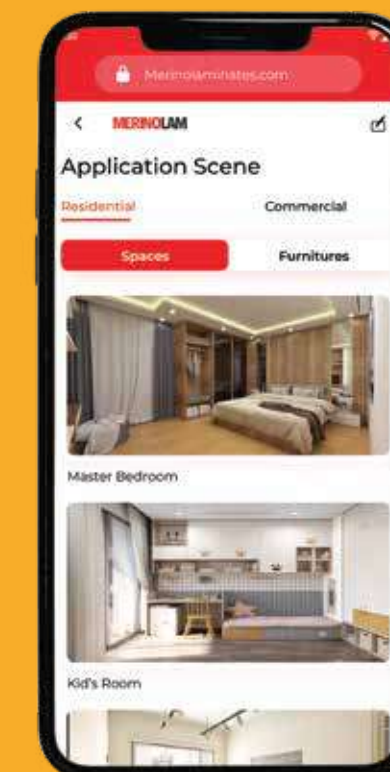 Merinolaminates.com
MERINOLAM
Application Scene
Residential Commercial
Spaces Furnitures
Master Bedroom
Kid's Room